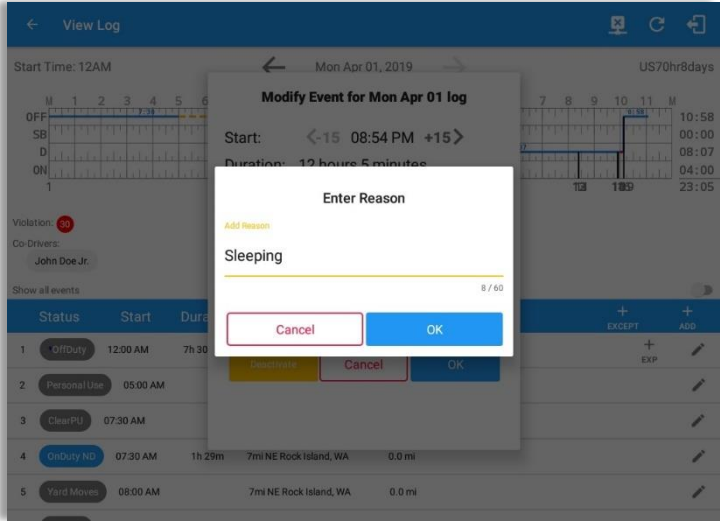 View Log
Start Time: 12AM
Mon Apr 01, 2019
US70hr8days
Modify Event for Mon Apr 01 log
M 1 2 3 4 5 6
7 8 9 10 11 M
OFF 7:30 10:58
SB 00:00
D 08:07
ON 04:00
1 23:05
Start: -15 08:54 PM +15
Duration: 12 hours 5 minutes
Enter Reason
Add Reason
Sleeping
8 / 60
Cancel OK
Violation: 30
Co-Drivers:
John Doe Jr.
Show all events
Deactivate Cancel OK
Status Start Dura
EXCEPT ADD
1 OffDuty 12:00 AM 7h 30
EXP
2 Personal Use 05:00 AM
3 ClearPU 07:30 AM
4 OnDuty ND 07:30 AM 1h 29m 7mi NE Rock Island, WA 0.0 mi
5 Yard Moves 08:00 AM 7mi NE Rock Island, WA 0.0 mi